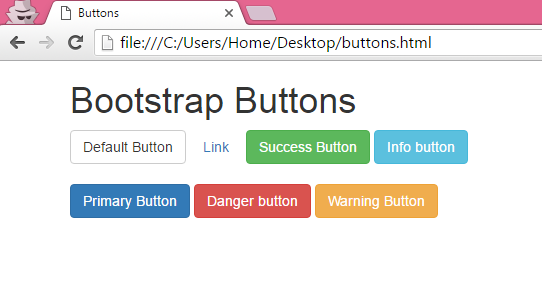 Buttons
file:///C:/Users/Home/Desktop/buttons.html
Bootstrap Buttons
Default Button Link Success Button Info button
Primary Button Danger button Warning Button